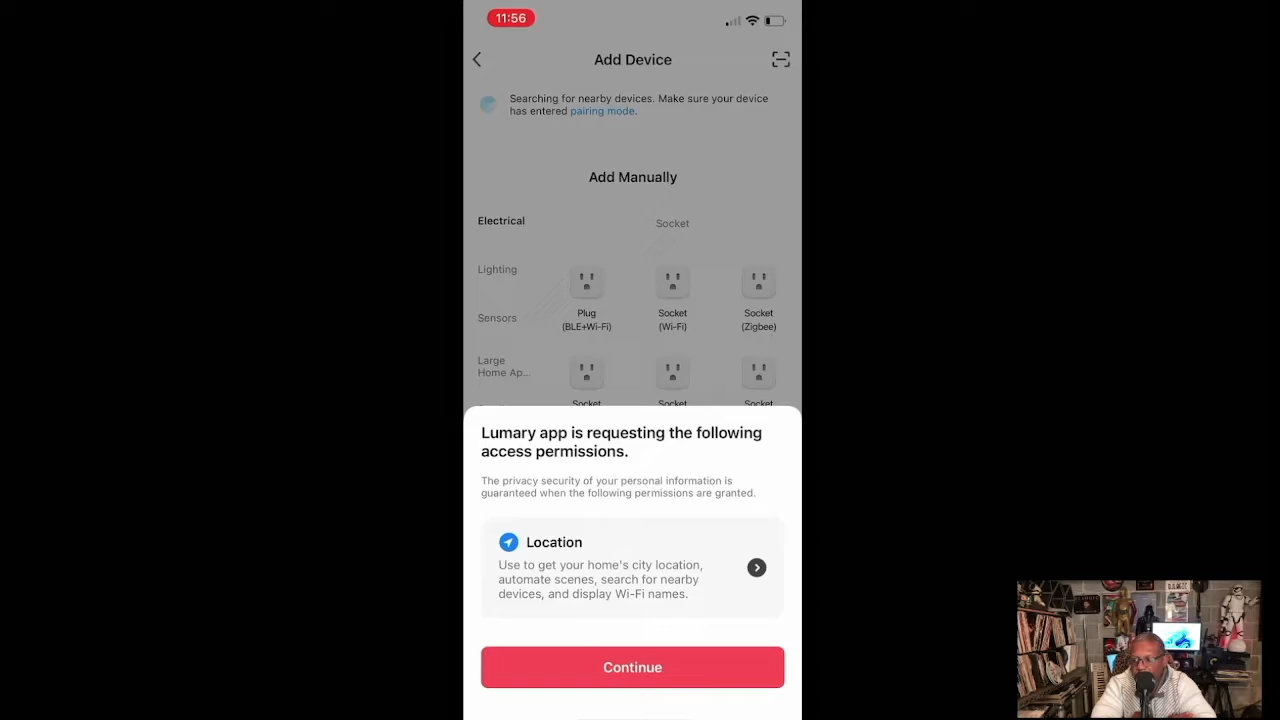 11:56
Add Device
Searching for nearby devices. Make sure your device
has entered pairing mode.
Add Manually
Electrical
Socket
Lighting
Sensors
Plug
(BLE+Wi-Fi)
Socket
(Wi-Fi)
Socket
(Zigbee)
Large
Home Ap...
Socket
Socket
Socket
Lumary app is requesting the following
access permissions.
The privacy security of your personal information is
guaranteed when the following permissions are granted.
Location
Use to get your home's city location,
automate scenes, search for nearby
devices, and display Wi-Fi names.
Continue